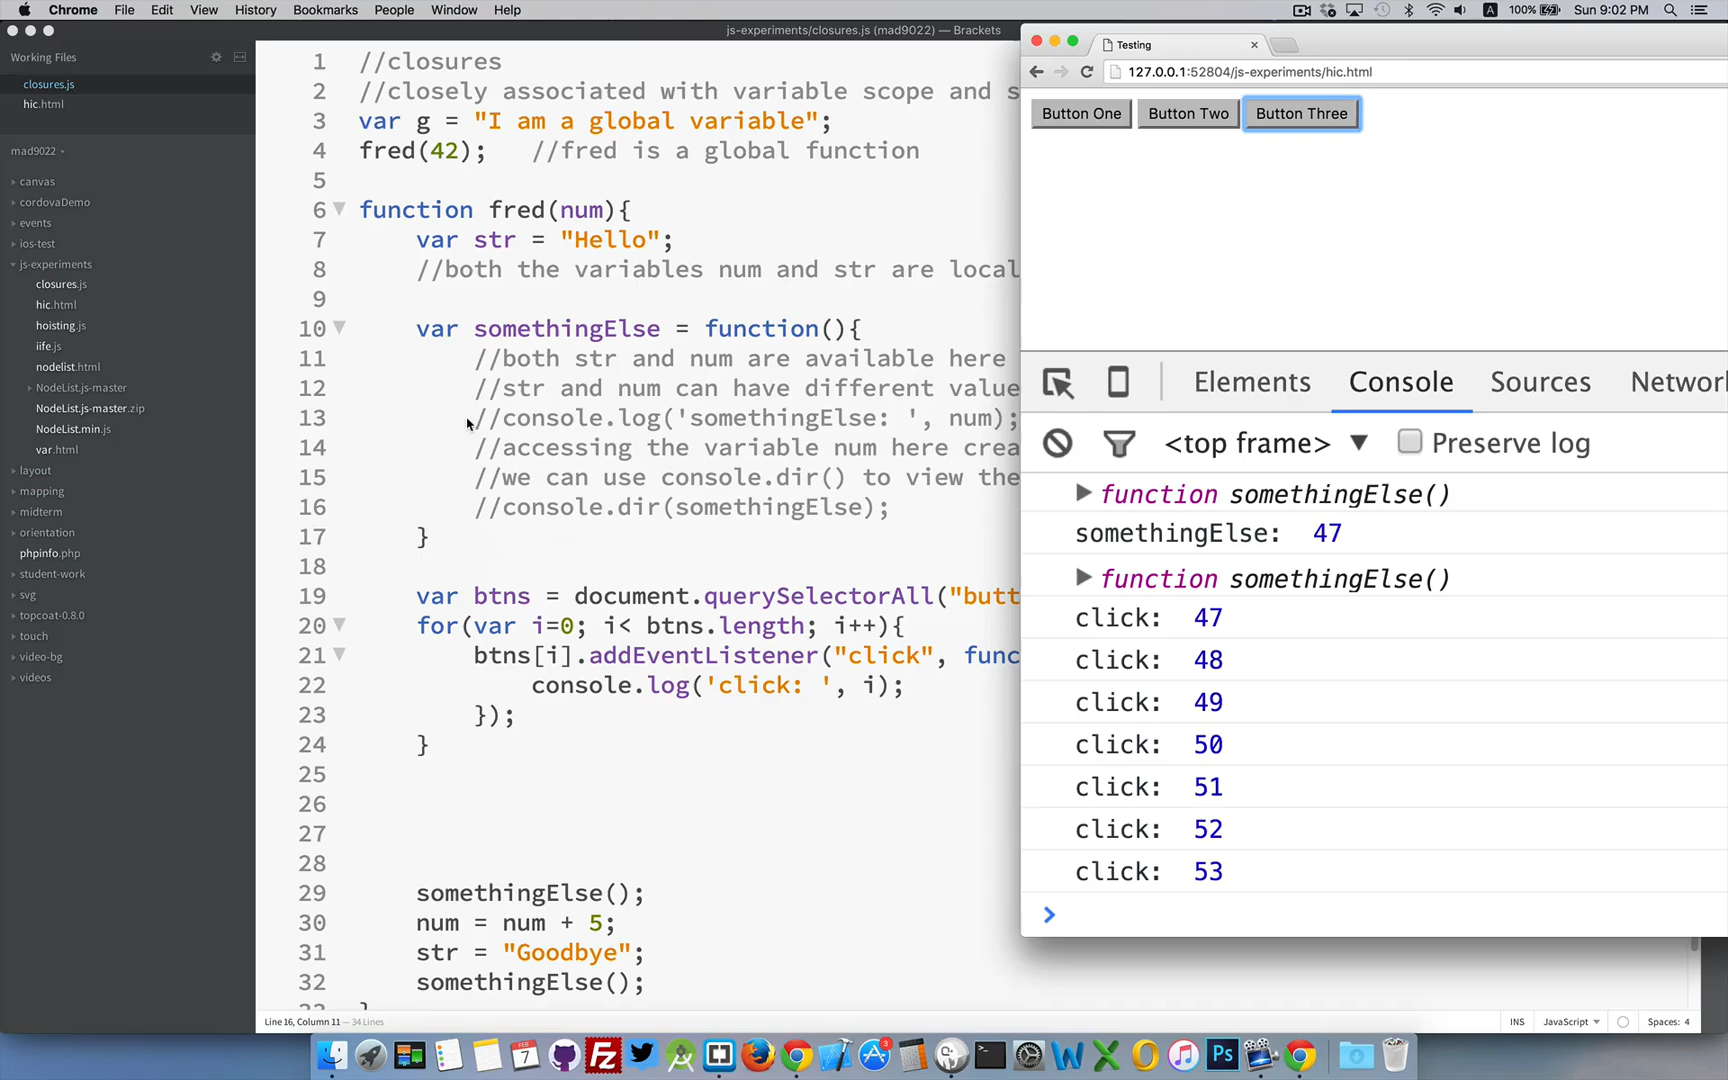 Chrome File Edit View History Bookmarks People Window Help
100% Sun 9:02 PM
js-experiments/closures.js (mad9022) — Brackets
Working Files
closures.js
hic.html
mad9022
canvas
cordovaDemo
events
ios-test
js-experiments
closures.js
hic.html
hoisting.js
iife.js
nodelist.html
NodeList.js-master
NodeList.js-master.zip
NodeList.min.js
var.html
layout
mapping
midterm
orientation
phpinfo.php
student-work
svg
topcoat-0.8.0
touch
video-bg
videos
1 //closures
2 //closely associated with variable scope and s
3 var g = "I am a global variable";
4 fred(42); //fred is a global function
5
6 function fred(num){
7 var str = "Hello";
8 //both the variables num and str are local
9
10 var somethingElse = function(){
11 //both str and num are available here
12 //str and num can have different value
13 //console.log('somethingElse: ', num);
14 //accessing the variable num here crea
15 //we can use console.dir() to view the
16 //console.dir(somethingElse);
17 }
18
19 var btns = document.querySelectorAll("butt
20 for(var i=0; i< btns.length; i++){
21 btns[i].addEventListener("click", func
22 console.log('click: ', i);
23 });
24 }
25
26
27
28
29 somethingElse();
30 num = num + 5;
31 str = "Goodbye";
32 somethingElse();
Line 16, Column 11 — 34 Lines
INS JavaScript Spaces: 4
Testing
127.0.0.1:52804/js-experiments/hic.html
Button One Button Two Button Three
Elements Console Sources Networ
<top frame> Preserve log
function somethingElse()
somethingElse: 47
function somethingElse()
click: 47
click: 48
click: 49
click: 50
click: 51
click: 52
click: 53